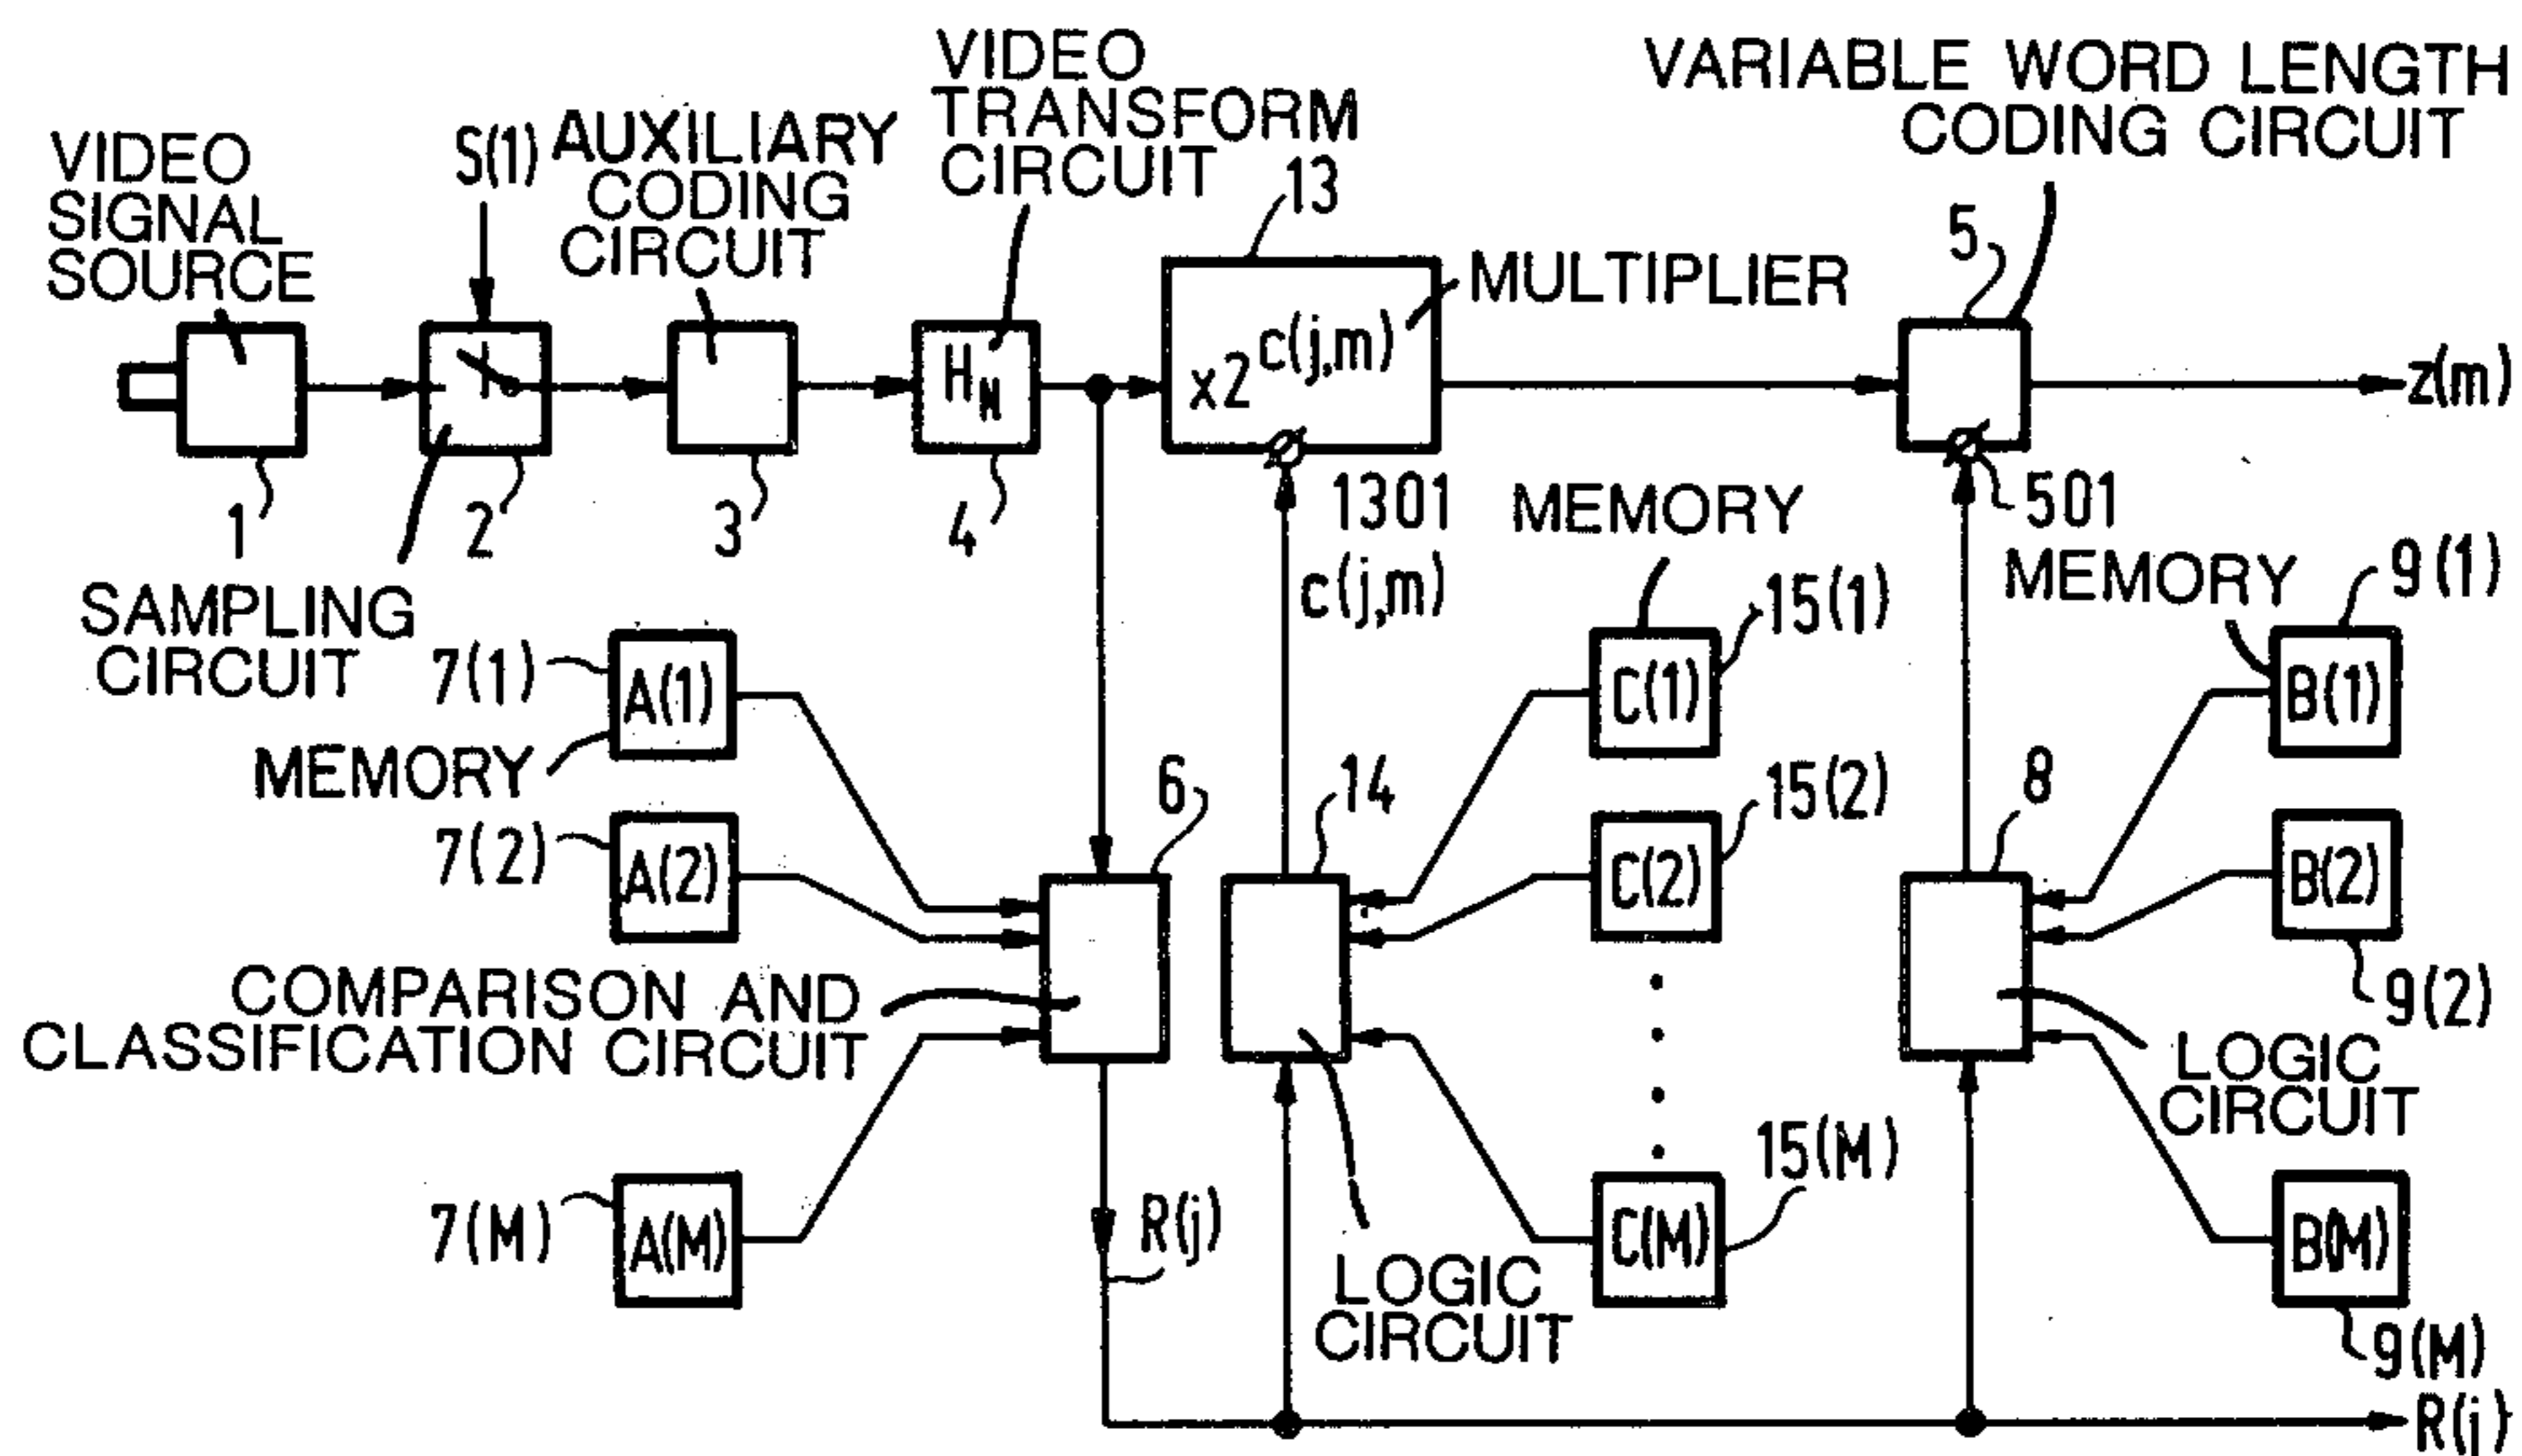 VIDEO
SIGNAL
SOURCE
S(1)
AUXILIARY
CODING
CIRCUIT
VIDEO
TRANSFORM
CIRCUIT
13
VARIABLE WORD LENGTH
CODING CIRCUIT
5
MULTIPLIER
H_N
x2^c(j,m)
z(m)
1
2
3
4
1301
c(j,m)
501
SAMPLING
CIRCUIT
MEMORY
MEMORY
9(1)
7(1)
A(1)
MEMORY
15(1)
C(1)
B(1)
7(2)
A(2)
6
14
15(2)
C(2)
8
B(2)
9(2)
COMPARISON AND
CLASSIFICATION CIRCUIT
LOGIC
CIRCUIT
7(M)
A(M)
R(j)
LOGIC
CIRCUIT
15(M)
C(M)
B(M)
9(M)
R(j)